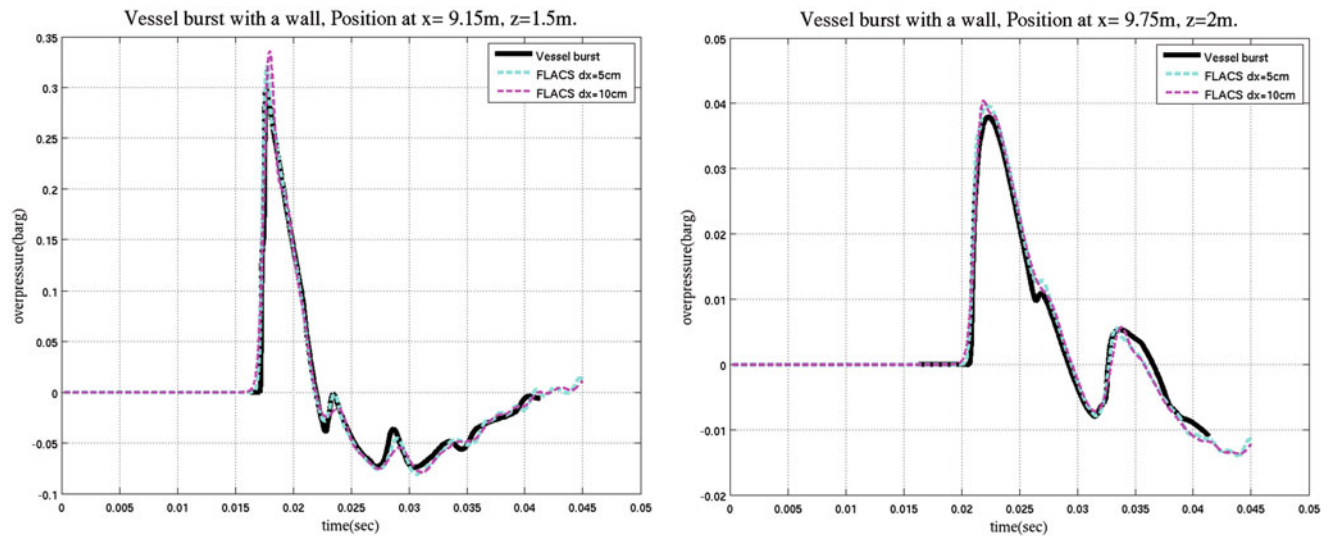 Vessel burst with a wall, Position at x= 9.15m, z=1.5m.
0.35
0.3
0.25
0.2
0.15
0.1
0.05
0
-0.05
-0.1
overpressure(barg)
Vessel burst
FLACS dx=5cm
FLACS dx=10cm
0 0.005 0.01 0.015 0.02 0.025 0.03 0.035 0.04 0.045 0.05
time(sec)
Vessel burst with a wall, Position at x= 9.75m, z=2m.
0.05
0.04
0.03
0.02
0.01
0
-0.01
-0.02
overpressure(barg)
Vessel burst
FLACS dx=5cm
FLACS dx=10cm
0 0.005 0.01 0.015 0.02 0.025 0.03 0.035 0.04 0.045 0.05
time(sec)